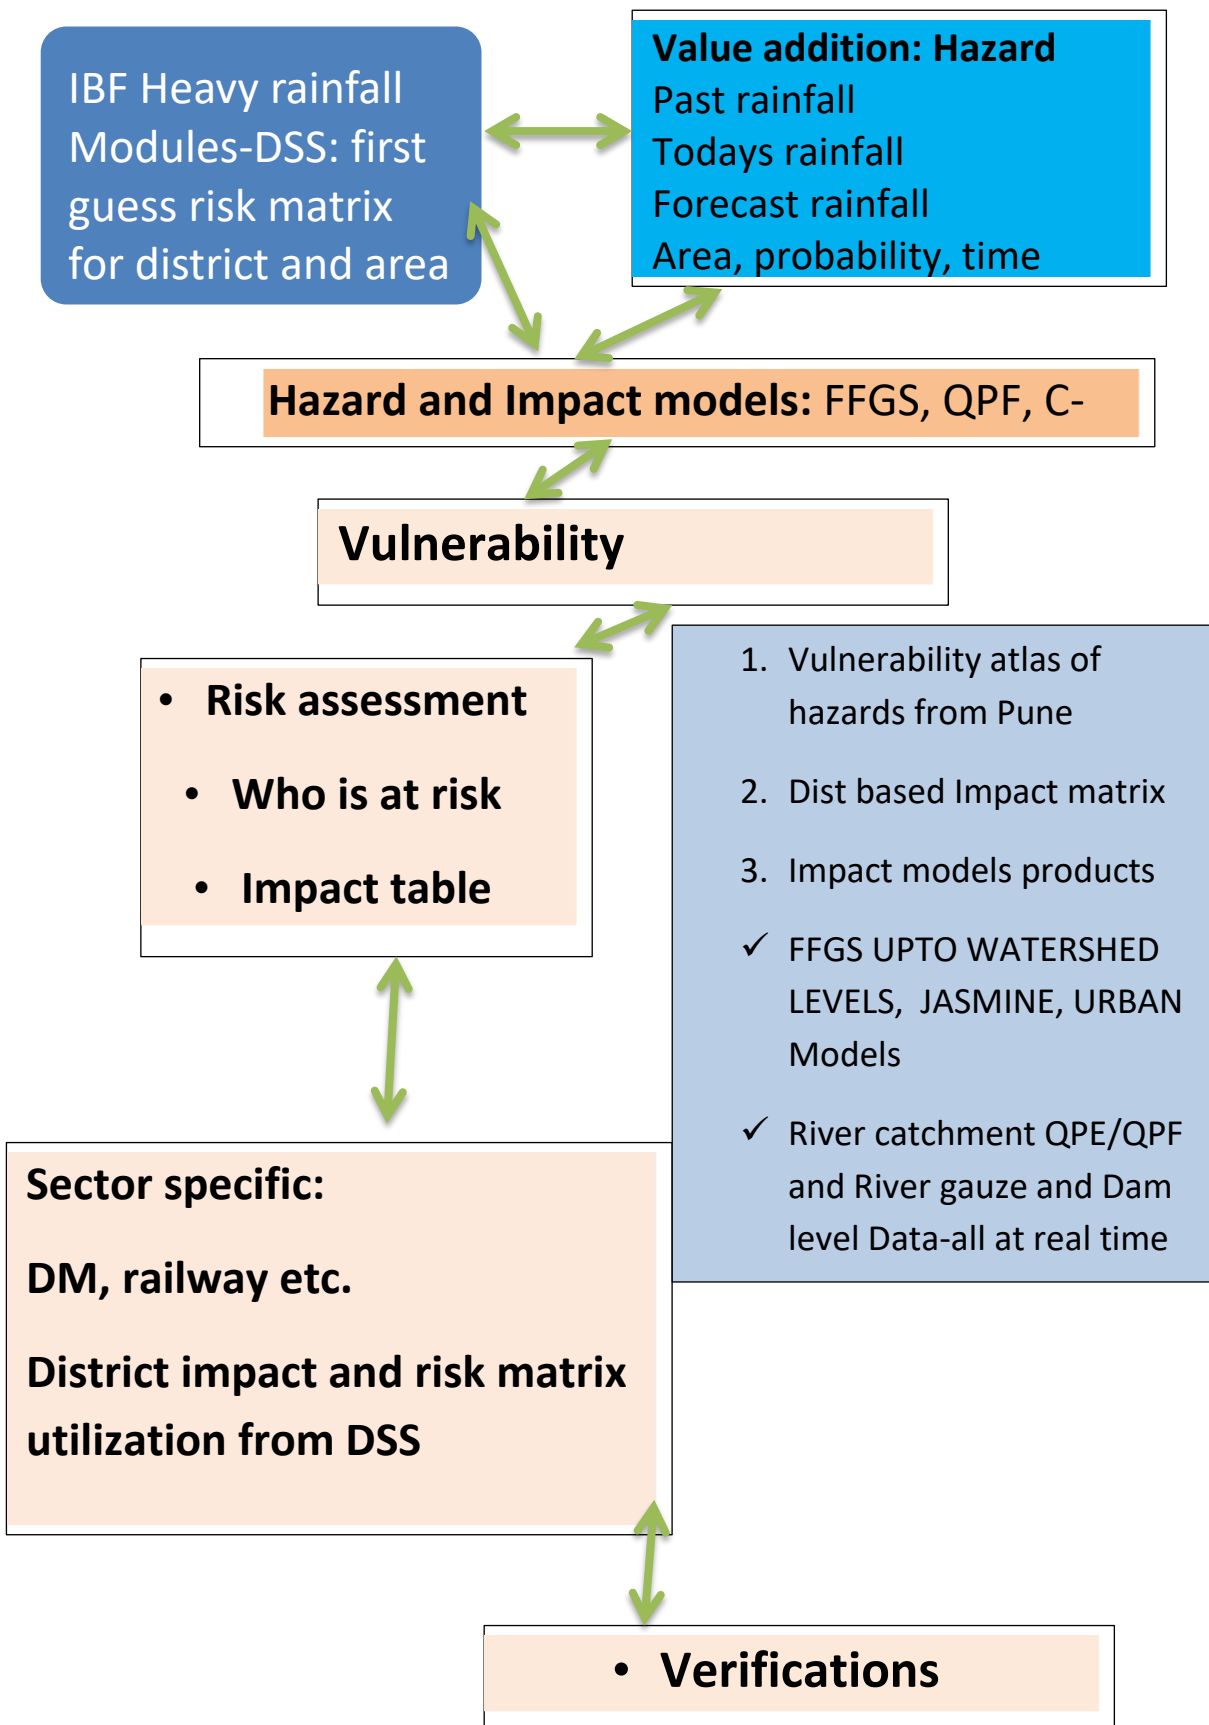 IBF Heavy rainfall
Modules-DSS: first
guess risk matrix
for district and area
Value addition: Hazard
Past rainfall
Todays rainfall
Forecast rainfall
Area, probability, time
Hazard and Impact models: FFGS, QPF, C-
Vulnerability
• Risk assessment
• Who is at risk
• Impact table
1. Vulnerability atlas of
hazards from Pune
2. Dist based Impact matrix
3. Impact models products
✓ FFGS UPTO WATERSHED
LEVELS, JASMINE, URBAN
Models
✓ River catchment QPE/QPF
and River gauze and Dam
level Data-all at real time
Sector specific:
DM, railway etc.
District impact and risk matrix
utilization from DSS
• Verifications